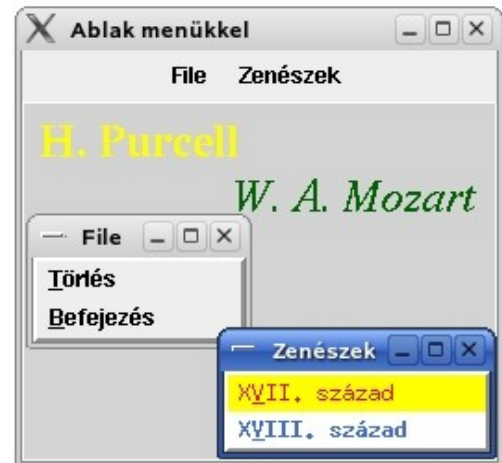 Ablak menükkel
File Zenészek
H. Purcell
W. A. Mozart
File
Törlés
Befejezés
Zenészek
XVII. század
XVIII. század